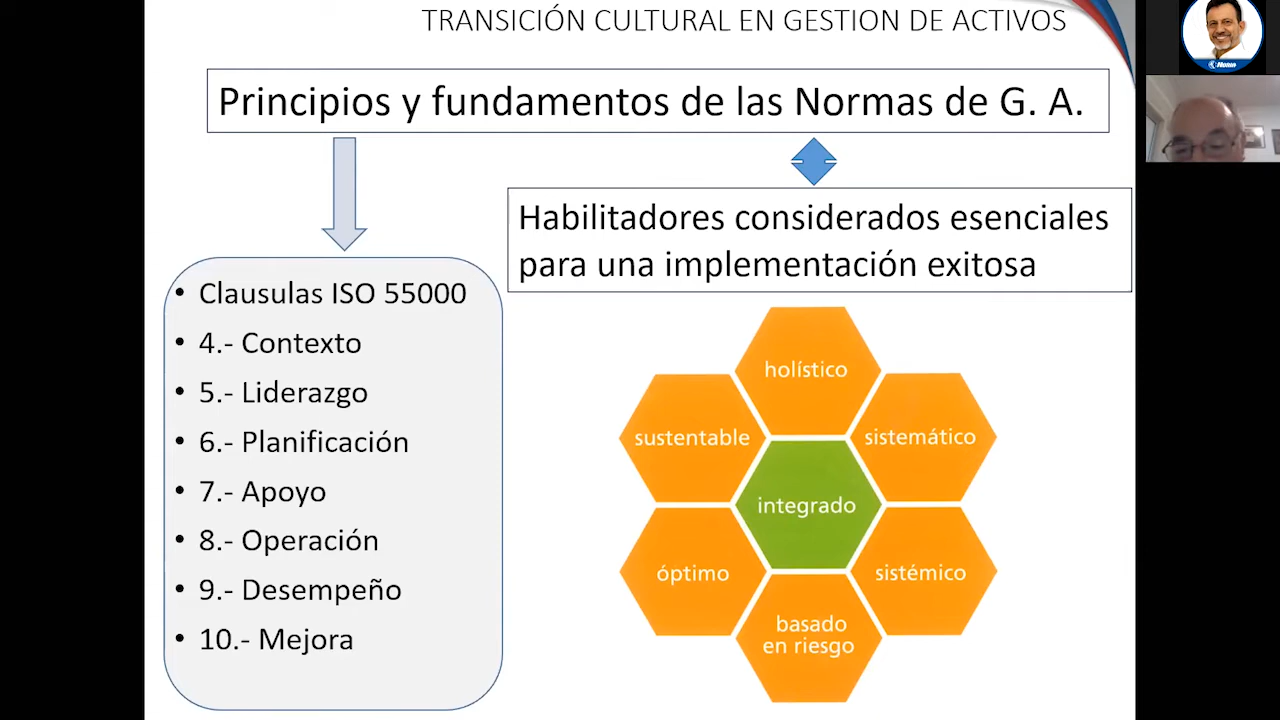 TRANSICIÓN CULTURAL EN GESTION DE ACTIVOS
Principios y fundamentos de las Normas de G. A.
Habilitadores considerados esenciales
para una implementación exitosa
• Clausulas ISO 55000
• 4.- Contexto
• 5.- Liderazgo
• 6.- Planificación
• 7.- Apoyo
• 8.- Operación
• 9.- Desempeño
• 10.- Mejora
holístico
sustentable
sistemático
integrado
óptimo
sistémico
basado
en riesgo